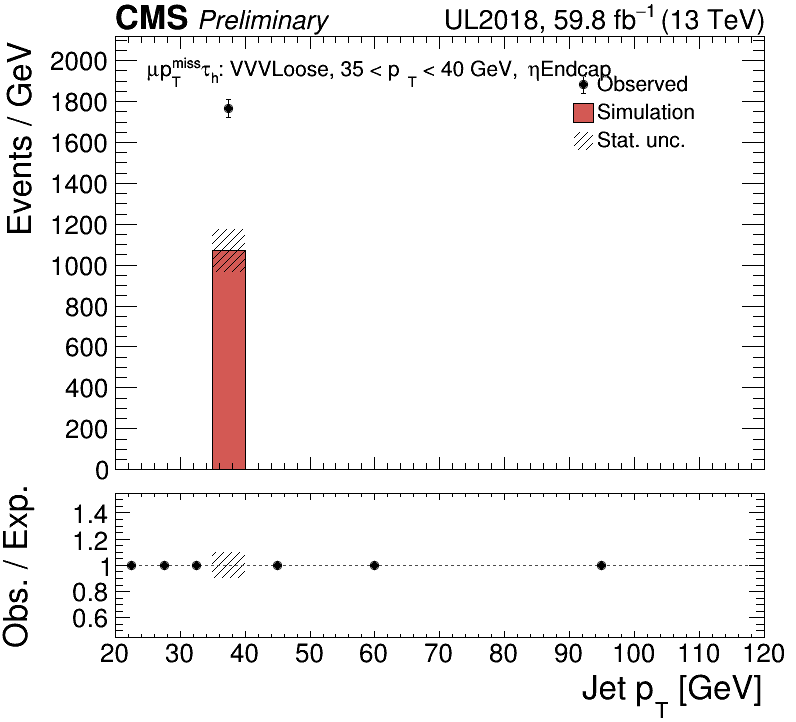 CMS Preliminary UL2018, 59.8 fb⁻¹ (13 TeV)
μp_T^miss τ_h: VVVLoose, 35 < p_T < 40 GeV, ηEndcap
Observed
Simulation
Stat. unc.
Events / GeV
2000
1800
1600
1400
1200
1000
800
600
400
200
0
Obs. / Exp.
1.4
1.2
1
0.8
0.6
20 30 40 50 60 70 80 90 100 110 120
Jet p_T [GeV]